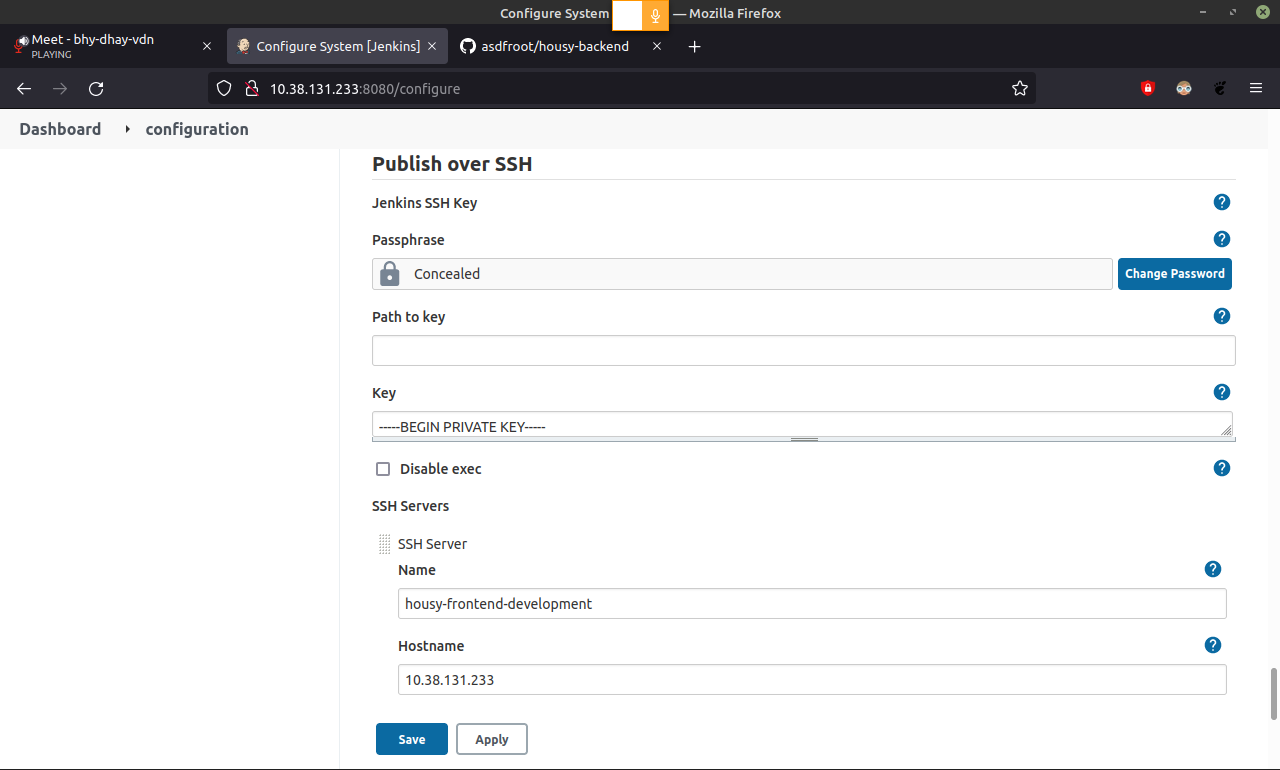 Configure System — Mozilla Firefox
Meet - bhy-dhay-vdn
PLAYING
Configure System [Jenkins]
asdfroot/housy-backend
10.38.131.233:8080/configure
Dashboard configuration
Publish over SSH
Jenkins SSH Key
Passphrase
Concealed
Change Password
Path to key
Key
-----BEGIN PRIVATE KEY-----
Disable exec
SSH Servers
SSH Server
Name
housy-frontend-development
Hostname
10.38.131.233
Save Apply